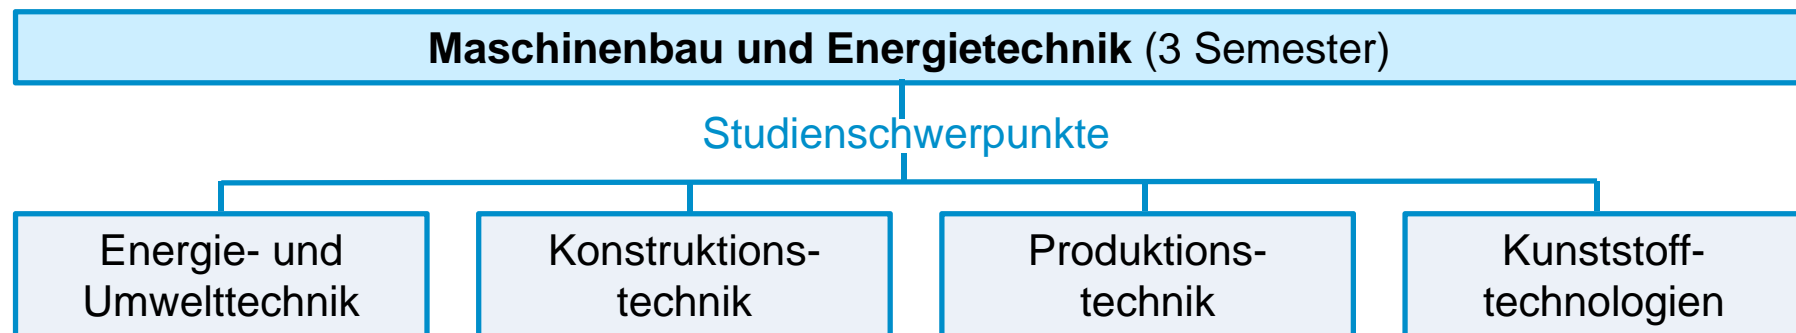 Maschinenbau und Energietechnik (3 Semester)
Studienschwerpunkte
Energie- und
Umwelttechnik
Konstruktions-
technik
Produktions-
technik
Kunststoff-
technologien